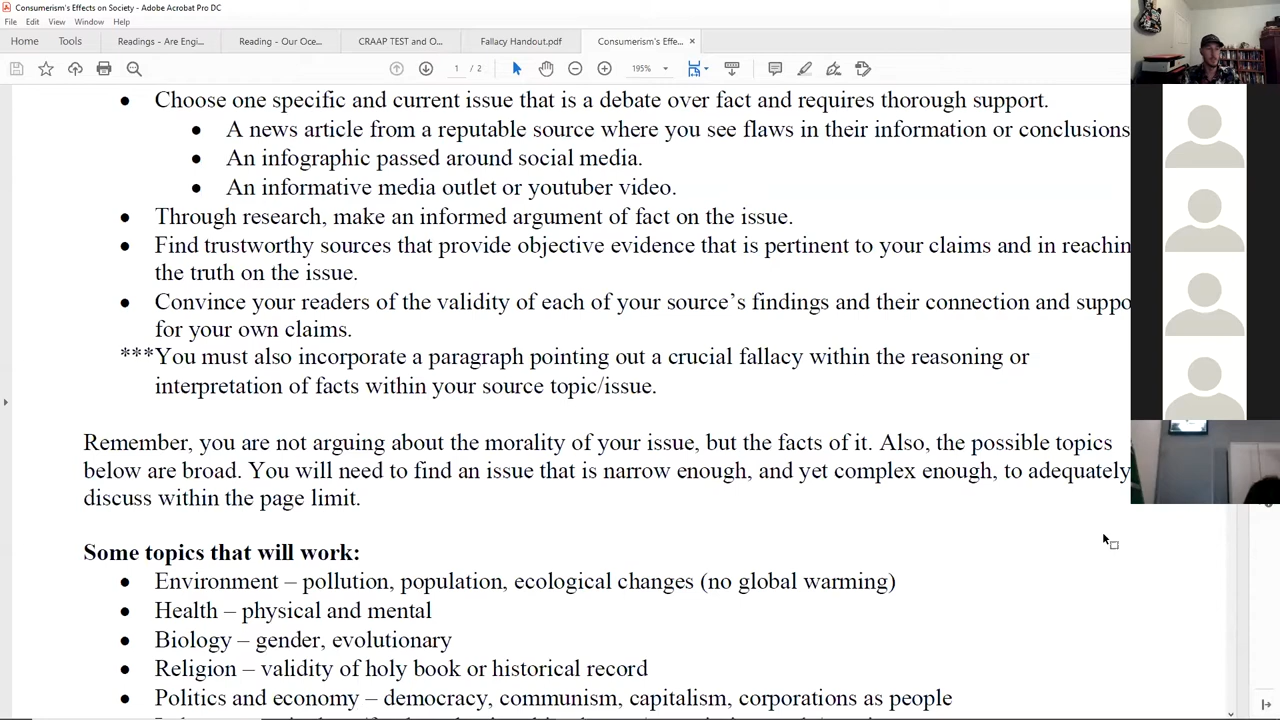 Consumerism's Effects on Society - Adobe Acrobat Pro DC
File Edit View Window Help
Home Tools Readings - Are Engi... Reading - Our Oce... CRAAP TEST and O... Fallacy Handout.pdf Consumerism's Effe... ×
1 / 2 195%
• Choose one specific and current issue that is a debate over fact and requires thorough support.
• A news article from a reputable source where you see flaws in their information or conclusions
• An infographic passed around social media.
• An informative media outlet or youtuber video.
• Through research, make an informed argument of fact on the issue.
• Find trustworthy sources that provide objective evidence that is pertinent to your claims and in reachin
the truth on the issue.
• Convince your readers of the validity of each of your source's findings and their connection and suppo
for your own claims.
***You must also incorporate a paragraph pointing out a crucial fallacy within the reasoning or
interpretation of facts within your source topic/issue.
Remember, you are not arguing about the morality of your issue, but the facts of it. Also, the possible topics
below are broad. You will need to find an issue that is narrow enough, and yet complex enough, to adequately
discuss within the page limit.
Some topics that will work:
• Environment – pollution, population, ecological changes (no global warming)
• Health – physical and mental
• Biology – gender, evolutionary
• Religion – validity of holy book or historical record
• Politics and economy – democracy, communism, capitalism, corporations as people